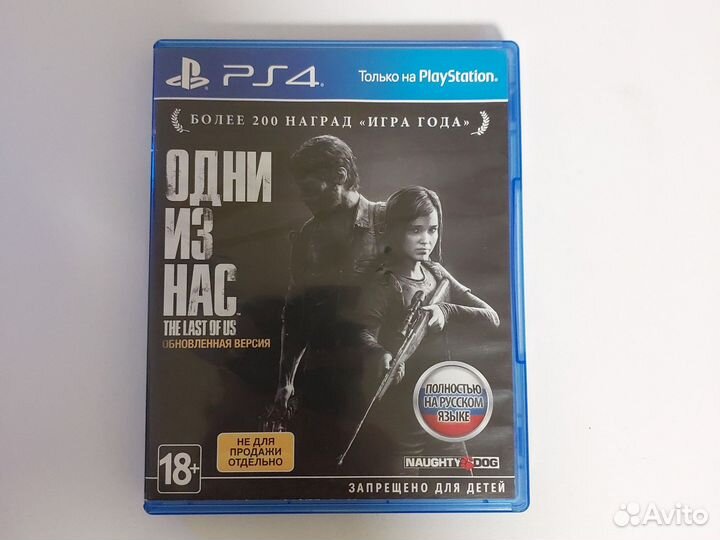 PS4
Только на PlayStation®
БОЛЕЕ 200 НАГРАД «ИГРА ГОДА»
ОДНИ
ИЗ
НАС
THE LAST OF US
ОБНОВЛЕННАЯ ВЕРСИЯ
ПОЛНОСТЬЮ
НА РУССКОМ
ЯЗЫКЕ
НЕ ДЛЯ
ПРОДАЖИ
ОТДЕЛЬНО
18+
NAUGHTY DOG
ЗАПРЕЩЕНО ДЛЯ ДЕТЕЙ
Avito